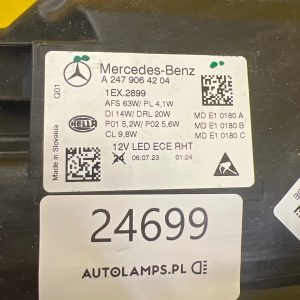 Mercedes-Benz
A 247 906 4204
Q01
1EX.2899
AFS 63W/ PL 4,1W
DI 14W/ DRL 20W
P01 5,2W/ P02 5,6W
CL 9,8W
HELLA
MD E1 0180 A
MD E1 0180 B
MD E1 0180 C
Made in Slovakia
12V LED ECE RHT
06.07.23 01:24
24699
AUTOLAMPS.PL